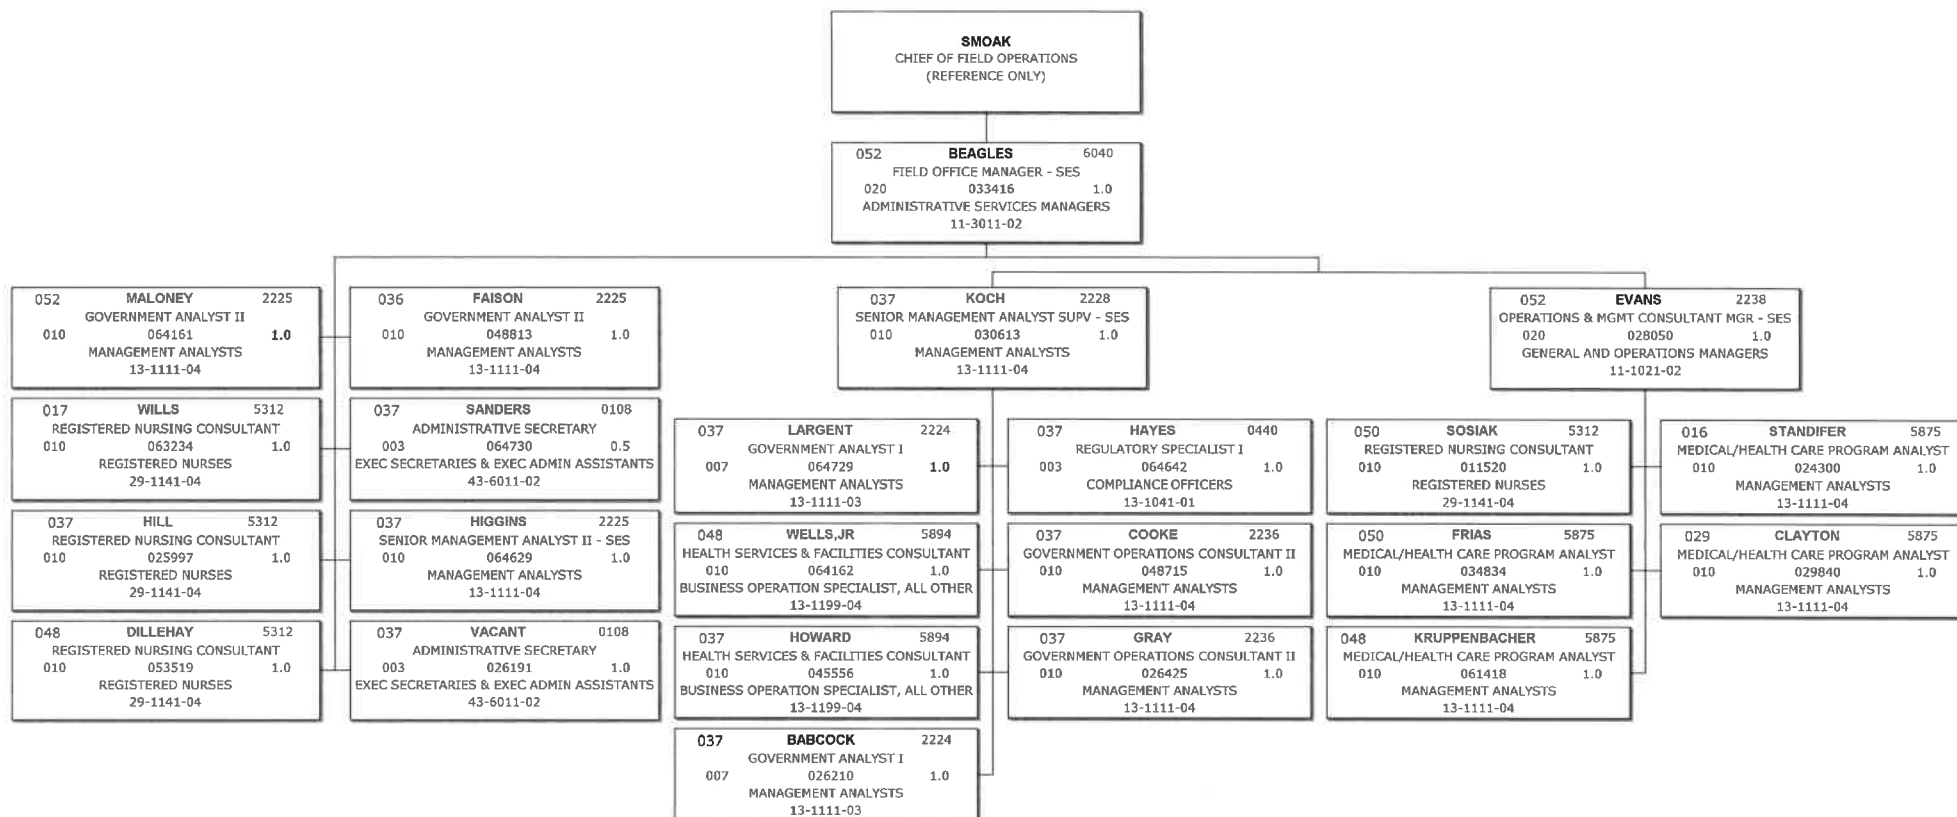 SMOAK
CHIEF OF FIELD OPERATIONS
(REFERENCE ONLY)
052 BEAGLES 6040
FIELD OFFICE MANAGER - SES
020 033416 1.0
ADMINISTRATIVE SERVICES MANAGERS
11-3011-02
052 MALONEY 2225
GOVERNMENT ANALYST II
010 064161 1.0
MANAGEMENT ANALYSTS
13-1111-04
036 FAISON 2225
GOVERNMENT ANALYST II
010 048813 1.0
MANAGEMENT ANALYSTS
13-1111-04
017 WILLS 5312
REGISTERED NURSING CONSULTANT
010 063234 1.0
REGISTERED NURSES
29-1141-04
037 SANDERS 0108
ADMINISTRATIVE SECRETARY
003 064730 0.5
EXEC SECRETARIES & EXEC ADMIN ASSISTANTS
43-6011-02
037 HILL 5312
REGISTERED NURSING CONSULTANT
010 025997 1.0
REGISTERED NURSES
29-1141-04
037 HIGGINS 2225
SENIOR MANAGEMENT ANALYST II - SES
010 064629 1.0
MANAGEMENT ANALYSTS
13-1111-04
048 DILLEHAY 5312
REGISTERED NURSING CONSULTANT
010 053519 1.0
REGISTERED NURSES
29-1141-04
037 VACANT 0108
ADMINISTRATIVE SECRETARY
003 026191 1.0
EXEC SECRETARIES & EXEC ADMIN ASSISTANTS
43-6011-02
037 KOCH 2228
SENIOR MANAGEMENT ANALYST SUPV - SES
010 030613 1.0
MANAGEMENT ANALYSTS
13-1111-04
037 LARGENT 2224
GOVERNMENT ANALYST I
007 064729 1.0
MANAGEMENT ANALYSTS
13-1111-03
037 HAYES 0440
REGULATORY SPECIALIST I
003 064642 1.0
COMPLIANCE OFFICERS
13-1041-01
048 WELLS,JR 5894
HEALTH SERVICES & FACILITIES CONSULTANT
010 064162 1.0
BUSINESS OPERATION SPECIALIST, ALL OTHER
13-1199-04
037 COOKE 2236
GOVERNMENT OPERATIONS CONSULTANT II
010 048715 1.0
MANAGEMENT ANALYSTS
13-1111-04
037 HOWARD 5894
HEALTH SERVICES & FACILITIES CONSULTANT
010 045556 1.0
BUSINESS OPERATION SPECIALIST, ALL OTHER
13-1199-04
037 GRAY 2236
GOVERNMENT OPERATIONS CONSULTANT II
010 026425 1.0
MANAGEMENT ANALYSTS
13-1111-04
037 BABCOCK 2224
GOVERNMENT ANALYST I
007 026210 1.0
MANAGEMENT ANALYSTS
13-1111-03
052 EVANS 2238
OPERATIONS & MGMT CONSULTANT MGR - SES
020 028050 1.0
GENERAL AND OPERATIONS MANAGERS
11-1021-02
050 SOSIAK 5312
REGISTERED NURSING CONSULTANT
010 011520 1.0
REGISTERED NURSES
29-1141-04
016 STANDIFER 5875
MEDICAL/HEALTH CARE PROGRAM ANALYST
010 024300 1.0
MANAGEMENT ANALYSTS
13-1111-04
050 FRIAS 5875
MEDICAL/HEALTH CARE PROGRAM ANALYST
010 034834 1.0
MANAGEMENT ANALYSTS
13-1111-04
029 CLAYTON 5875
MEDICAL/HEALTH CARE PROGRAM ANALYST
010 029840 1.0
MANAGEMENT ANALYSTS
13-1111-04
048 KRUPPENBACHER 5875
MEDICAL/HEALTH CARE PROGRAM ANALYST
010 061418 1.0
MANAGEMENT ANALYSTS
13-1111-04